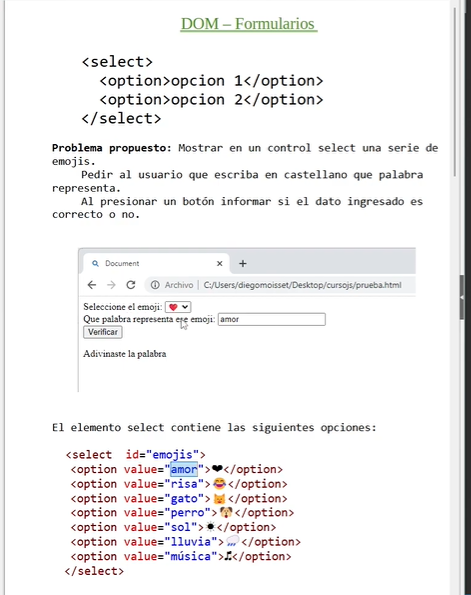 DOM – Formularios
<select>
<option>opcion 1</option>
<option>opcion 2</option>
</select>
Problema propuesto: Mostrar en un control select una serie de
emojis.
Pedir al usuario que escriba en castellano que palabra
representa.
Al presionar un botón informar si el dato ingresado es
correcto o no.
Document
Archivo | C:/Users/diegomoisset/Desktop/cursojs/prueba.html
Seleccione el emoji: ❤️
Que palabra representa ese emoji: amor
Verificar
Adivinaste la palabra
El elemento select contiene las siguientes opciones:
<select  id="emojis">
<option value="amor">❤</option>
<option value="risa">😂</option>
<option value="gato">🐱</option>
<option value="perro">🐶</option>
<option value="sol">☀</option>
<option value="lluvia">🌧</option>
<option value="música">🎵</option>
</select>